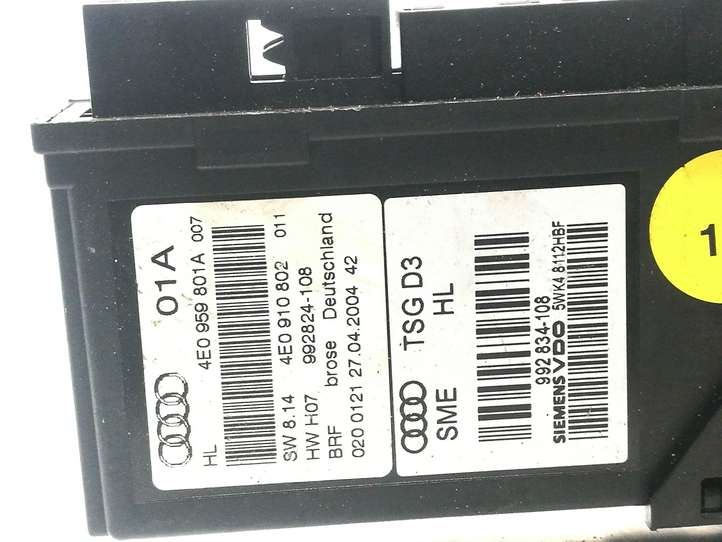 01A
HL 4E0 959 801A 007
SW 8.14 4E0 910 802 011
HW H07 992824-108
BRF brose Deutschland
020 0121 27.04.2004 42
TSG D3
SME HL
992 834-108
SIEMENS VDO 5WK4 8112HBF
1